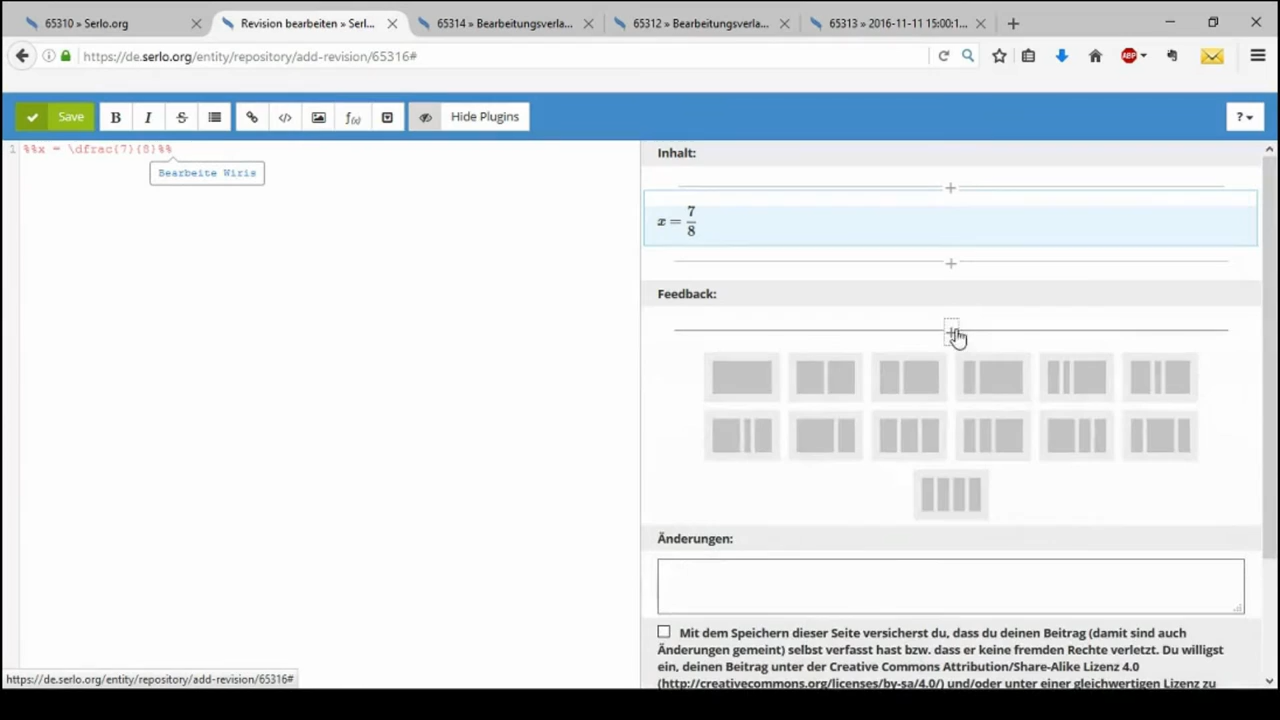 65310 » Serlo.org
Revision bearbeiten » Serl...
65314 » Bearbeitungsverla...
65312 » Bearbeitungsverla...
65313 » 2016-11-11 15:00:1...
https://de.serlo.org/entity/repository/add-revision/65316#
ABP
Save
B
I
S
f(x)
Hide Plugins
?
1 %%x = \dfrac{7}{8}%%
Bearbeite Wiris
Inhalt:
x = 7/8
Feedback:
Änderungen:
Mit dem Speichern dieser Seite versicherst du, dass du deinen Beitrag (damit sind auch
Änderungen gemeint) selbst verfasst hast bzw. dass er keine fremden Rechte verletzt. Du willigst
ein, deinen Beitrag unter der Creative Commons Attribution/Share-Alike Lizenz 4.0
(http://creativecommons.org/licenses/by-sa/4.0/) und/oder unter einer gleichwertigen Lizenz zu
https://de.serlo.org/entity/repository/add-revision/65316#